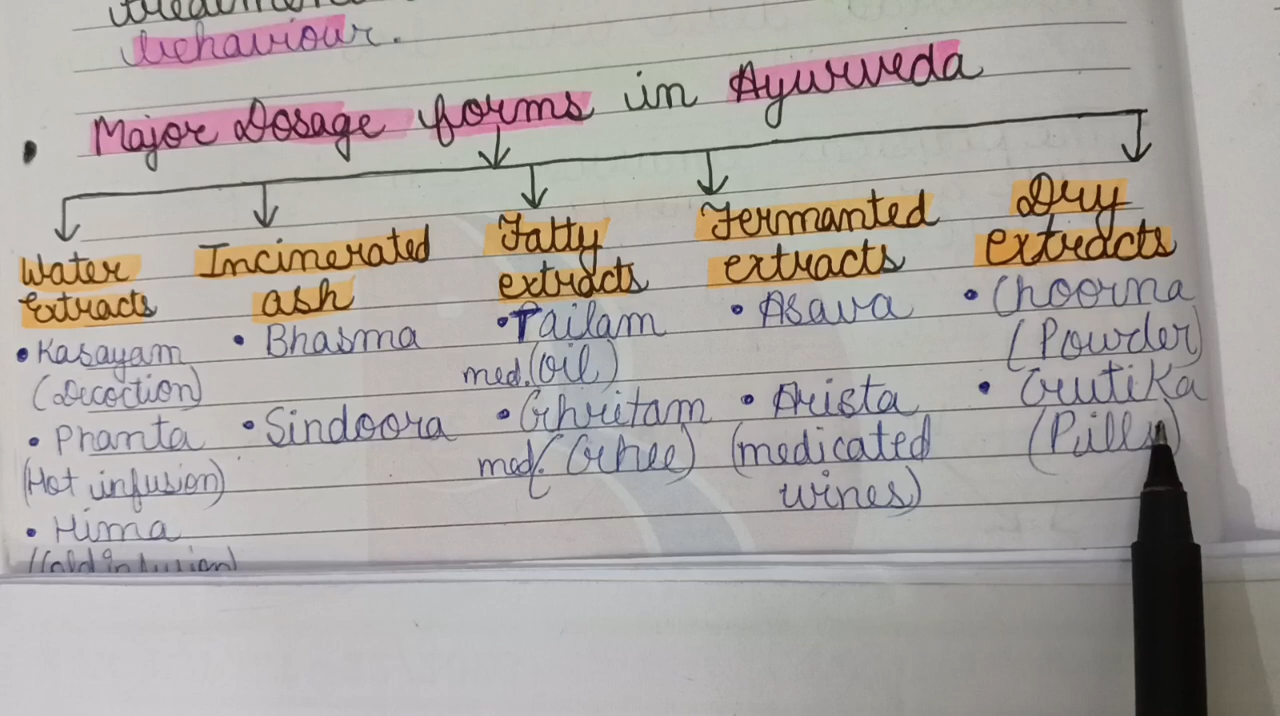 behaviour.
• Major Dosage forms in Ayurveda
Water extracts
• Kasayam
(Decoction)
• Phanta
(Hot infusion)
• Hima
(Cold infusion)
Incinerated ash
• Bhasma
• Sindoora
Fatty extracts
• Tailam
med. (oil)
• Ghritam
med. (Ghee)
Fermanted extracts
• Asava
• Arista
(medicated
wines)
Dry extracts
• Choorna
(Powder)
• Gutika
(Pills)